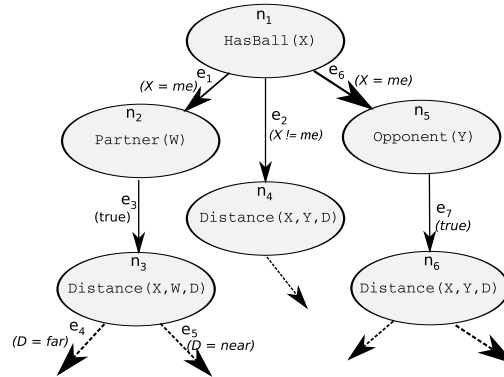 n1
HasBall(X)
e1
(X = me)
e6
(X = me)
n2
Partner(W)
e2
(X != me)
n5
Opponent(Y)
e3
(true)
n4
Distance(X,Y,D)
e7
(true)
n3
Distance(X,W,D)
n6
Distance(X,Y,D)
e4
(D = far)
e5
(D = near)